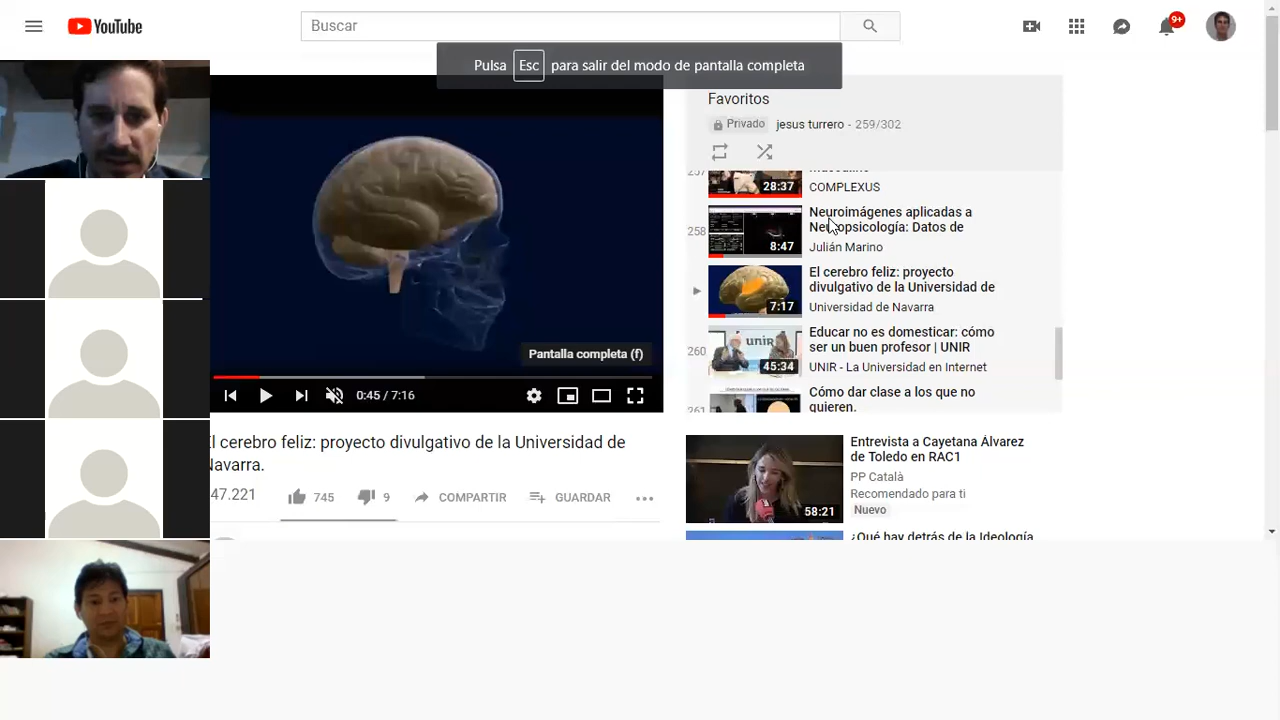 YouTube
Buscar
9+
Pulsa Esc para salir del modo de pantalla completa
Favoritos
Privado jesus turrero - 259/302
28:37
COMPLEXUS
258
Neuroimágenes aplicadas a
Neuropsicología: Datos de
8:47
Julián Marino
El cerebro feliz: proyecto
divulgativo de la Universidad de
7:17
Universidad de Navarra
260
Educar no es domesticar: cómo
ser un buen profesor | UNIR
unir
45:34
UNIR - La Universidad en Internet
Cómo dar clase a los que no
quieren.
Pantalla completa (f)
0:45 / 7:16
El cerebro feliz: proyecto divulgativo de la Universidad de
Navarra.
47.221
745
9
COMPARTIR
GUARDAR
Entrevista a Cayetana Álvarez
de Toledo en RAC1
PP Català
Recomendado para ti
Nuevo
58:21
¿Qué hay detrás de la Ideología